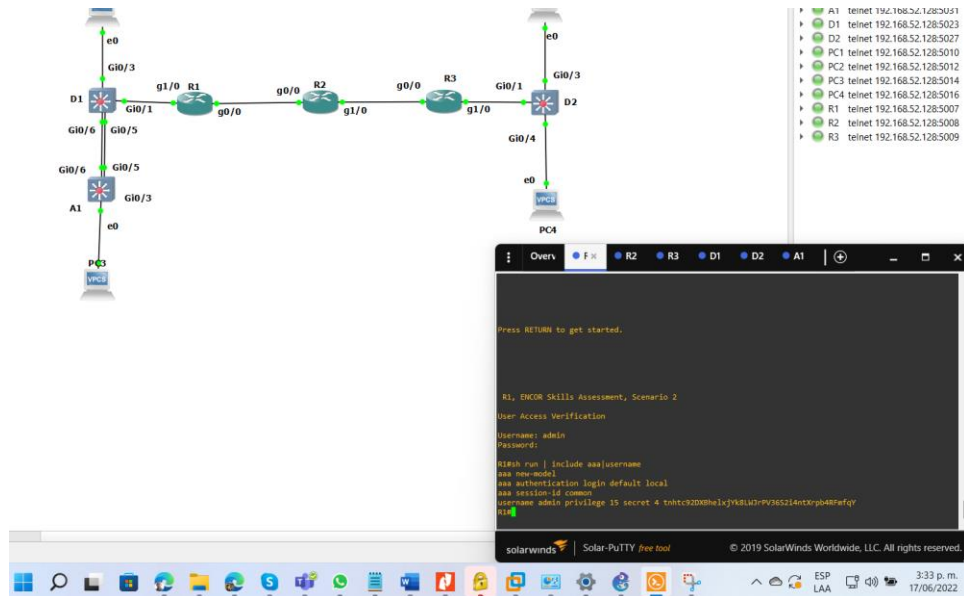 A1 telnet 192.168.52.128:5031
D1 telnet 192.168.52.128:5023
D2 telnet 192.168.52.128:5027
PC1 telnet 192.168.52.128:5010
PC2 telnet 192.168.52.128:5012
PC3 telnet 192.168.52.128:5014
PC4 telnet 192.168.52.128:5016
R1 telnet 192.168.52.128:5007
R2 telnet 192.168.52.128:5008
R3 telnet 192.168.52.128:5009
e0
e0
Gi0/3
g1/0 R1
g0/0
R2
g0/0
R3
Gi0/1
Gi0/3
D1
Gi0/1
g0/0
g1/0
g1/0
D2
Gi0/6
Gi0/5
Gi0/4
Gi0/6
Gi0/5
Gi0/3
A1
e0
e0
VPCS
PC4
PC3
VPCS
Overv
R2
R3
D1
D2
A1
Press RETURN to get started.
R1, ENCOR Skills Assessment, Scenario 2
User Access Verification
Username: admin
Password:
R1#sh run | include aaa|username
aaa new-model
aaa authentication login default local
aaa session-id common
username admin privilege 15 secret 4 tnhtc92DXBhelxjYk8LWJrPV36S2i4ntXrpb4RFmfqY
R1#
solarwinds
Solar-PuTTY free tool
© 2019 SolarWinds Worldwide, LLC. All rights reserved.
ESP
LAA
3:33 p. m.
17/06/2022